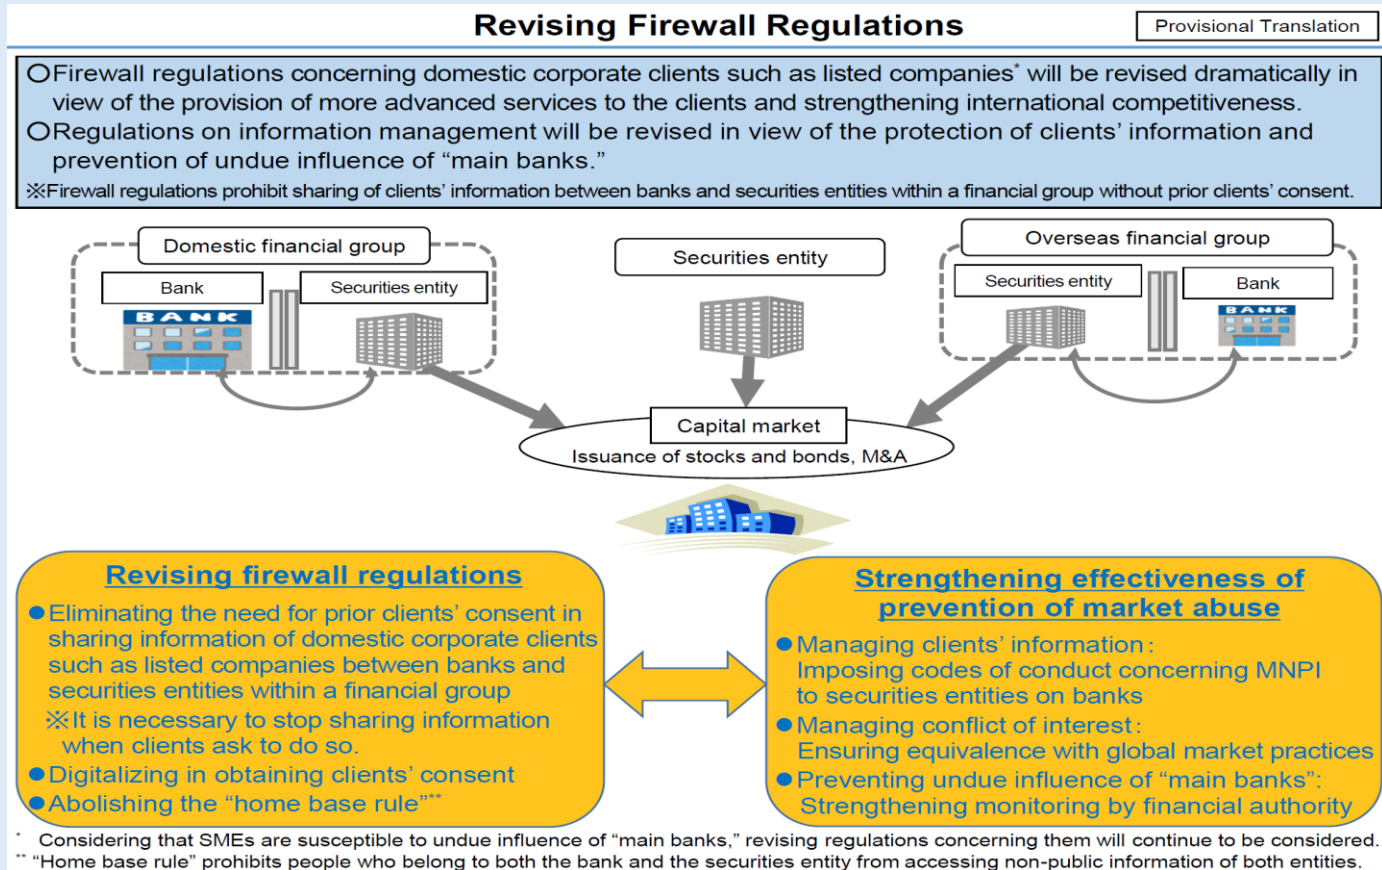 Revising Firewall Regulations
Provisional Translation
○Firewall regulations concerning domestic corporate clients such as listed companies* will be revised dramatically in
view of the provision of more advanced services to the clients and strengthening international competitiveness.
○Regulations on information management will be revised in view of the protection of clients’ information and
prevention of undue influence of “main banks.”
※Firewall regulations prohibit sharing of clients’ information between banks and securities entities within a financial group without prior clients’ consent.
Domestic financial group
Bank
Securities entity
BANK
Securities entity
Overseas financial group
Securities entity
Bank
BANK
Capital market
Issuance of stocks and bonds, M&A
Revising firewall regulations
●Eliminating the need for prior clients’ consent in
sharing information of domestic corporate clients
such as listed companies between banks and
securities entities within a financial group
※It is necessary to stop sharing information
when clients ask to do so.
●Digitalizing in obtaining clients’ consent
●Abolishing the “home base rule”**
Strengthening effectiveness of
prevention of market abuse
●Managing clients’ information:
Imposing codes of conduct concerning MNPI
to securities entities on banks
●Managing conflict of interest:
Ensuring equivalence with global market practices
●Preventing undue influence of “main banks”:
Strengthening monitoring by financial authority
* Considering that SMEs are susceptible to undue influence of “main banks,” revising regulations concerning them will continue to be considered.
** “Home base rule” prohibits people who belong to both the bank and the securities entity from accessing non-public information of both entities.